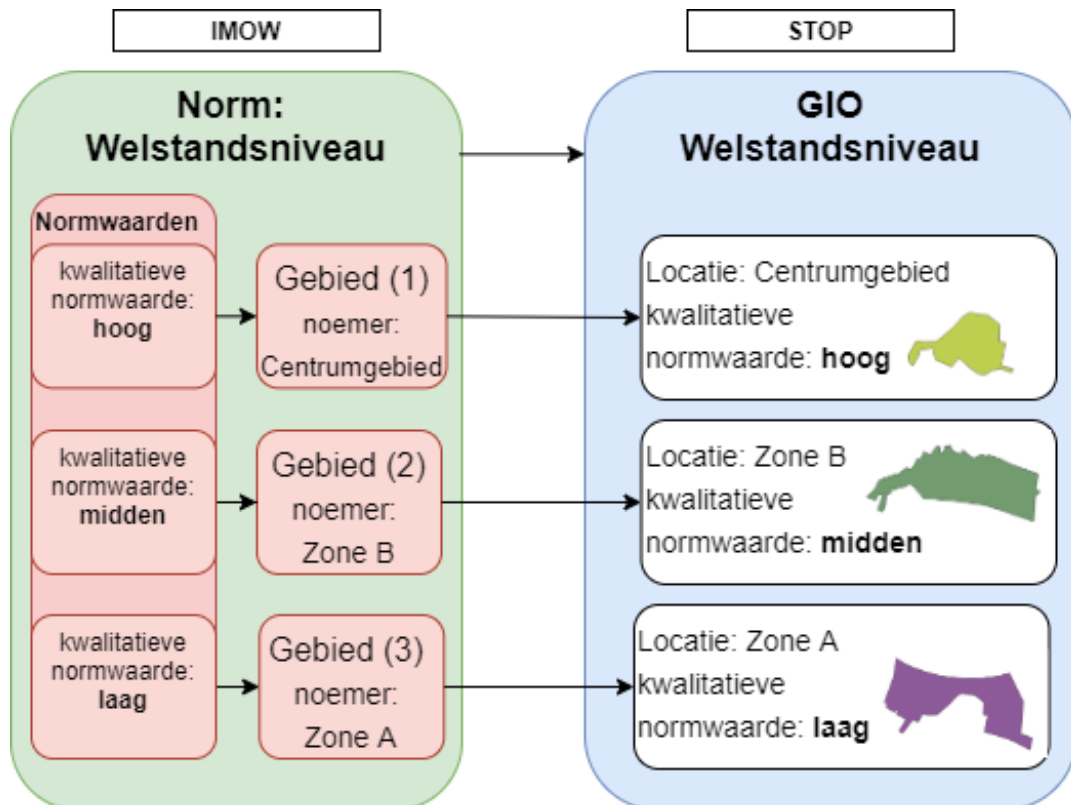 IMOW
STOP
Norm:
Welstandsniveau
GIO
Welstandsniveau
Normwaarden
kwalitatieve
normwaarde:
hoog
Gebied (1)
noemer:
Centrumgebied
Locatie: Centrumgebied
kwalitatieve
normwaarde: hoog
kwalitatieve
normwaarde:
midden
Gebied (2)
noemer:
Zone B
Locatie: Zone B
kwalitatieve
normwaarde: midden
kwalitatieve
normwaarde:
laag
Gebied (3)
noemer:
Zone A
Locatie: Zone A
kwalitatieve
normwaarde: laag